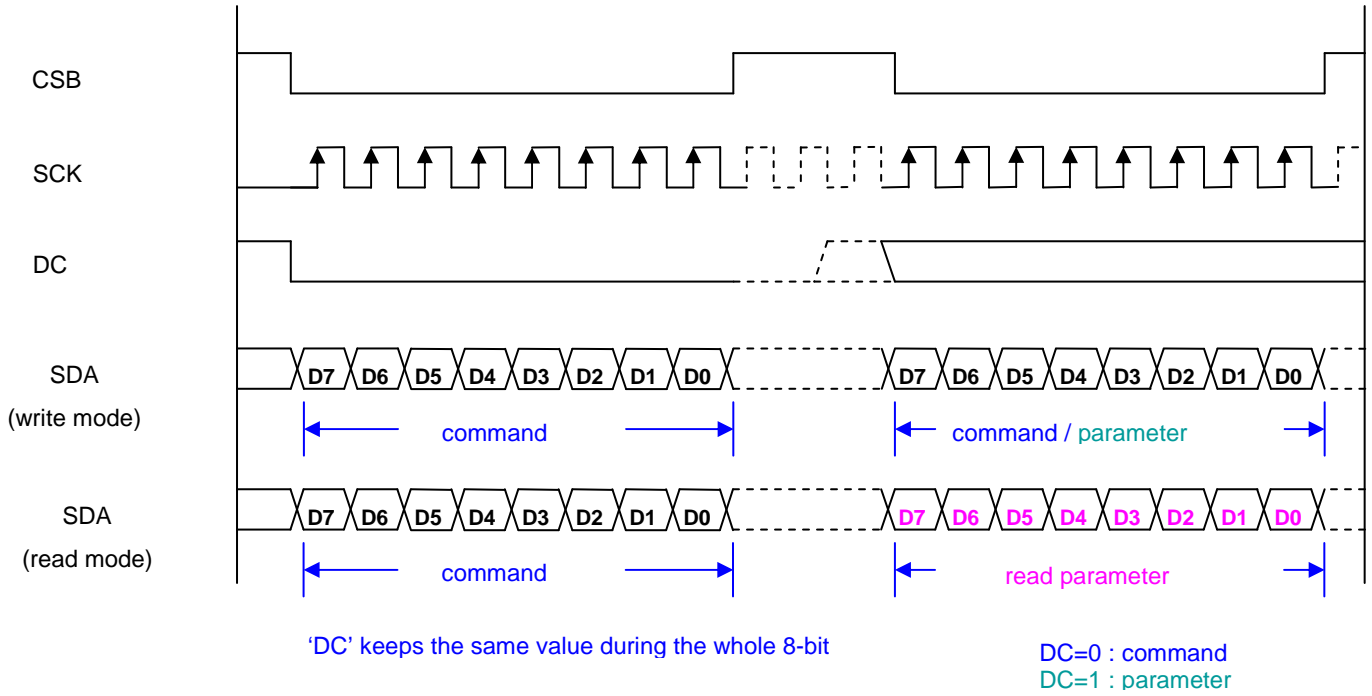 CSB
SCK
DC
SDA
(write mode)
D7 D6 D5 D4 D3 D2 D1 D0 D7 D6 D5 D4 D3 D2 D1 D0
command command / parameter
SDA
(read mode)
D7 D6 D5 D4 D3 D2 D1 D0 D7 D6 D5 D4 D3 D2 D1 D0
command read parameter
‘DC’ keeps the same value during the whole 8-bit
DC=0 : command
DC=1 : parameter